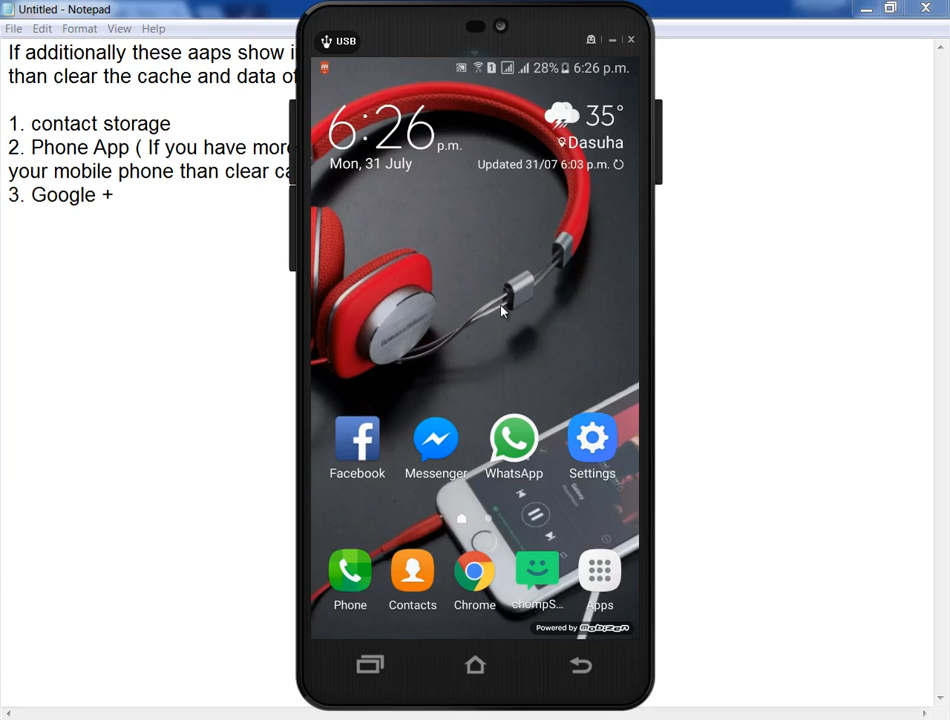 Untitled - Notepad
File Edit Format View Help
If additionally these aaps show i
than clear the cache and data of
1. contact storage
2. Phone App ( If you have more
your mobile phone than clear ca
3. Google +
USB
28% 6:26 p.m.
6:26 p.m.
Mon, 31 July
35°
Dasuha
Updated 31/07 6:03 p.m.
Facebook Messenger WhatsApp Settings
Phone Contacts Chrome chompS... Apps
Powered by mobizen